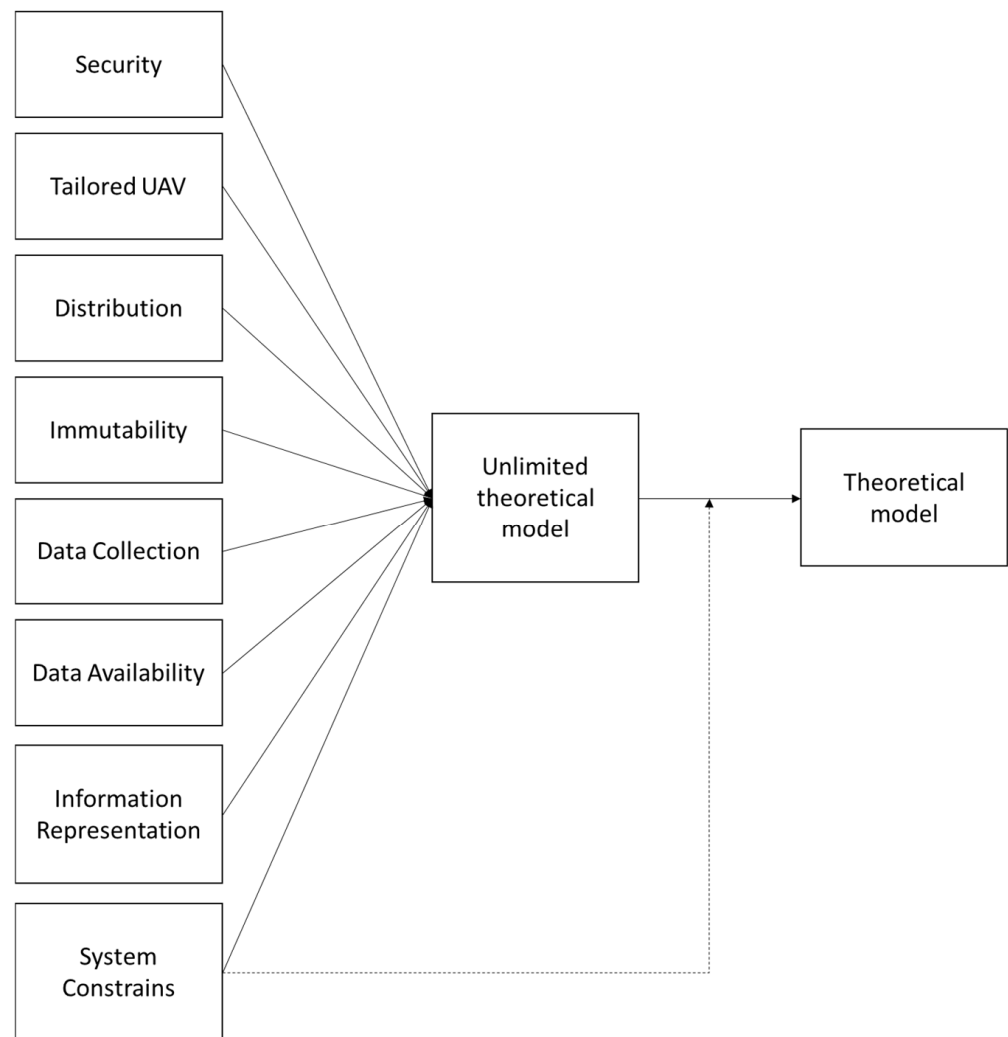 Security
Tailored UAV
Distribution
Immutability
Data Collection
Data Availability
Information
Representation
System
Constrains
Unlimited
theoretical
model
Theoretical
model